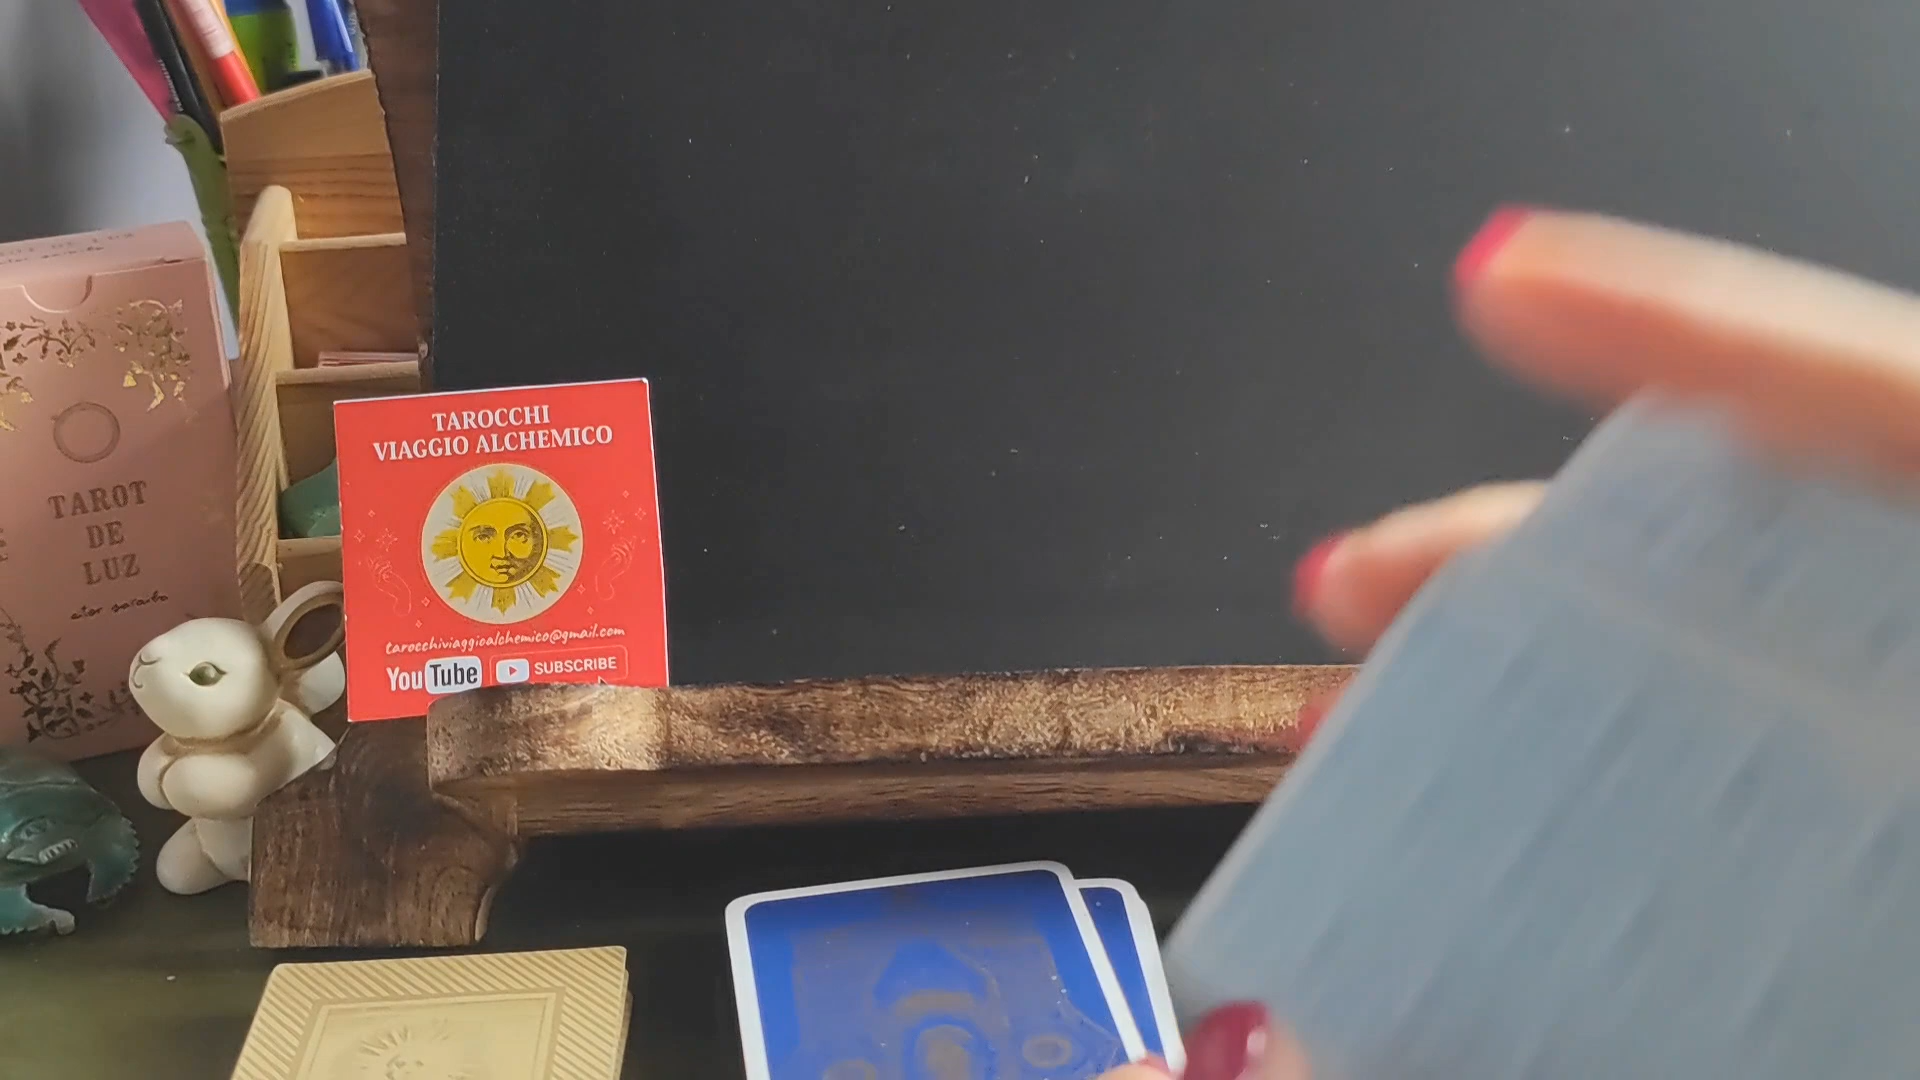 TAROT
DE
LUZ
TAROCCHI
VIAGGIO ALCHEMICO
tarocchiviaggioalchemico@gmail.com
YouTube SUBSCRIBE